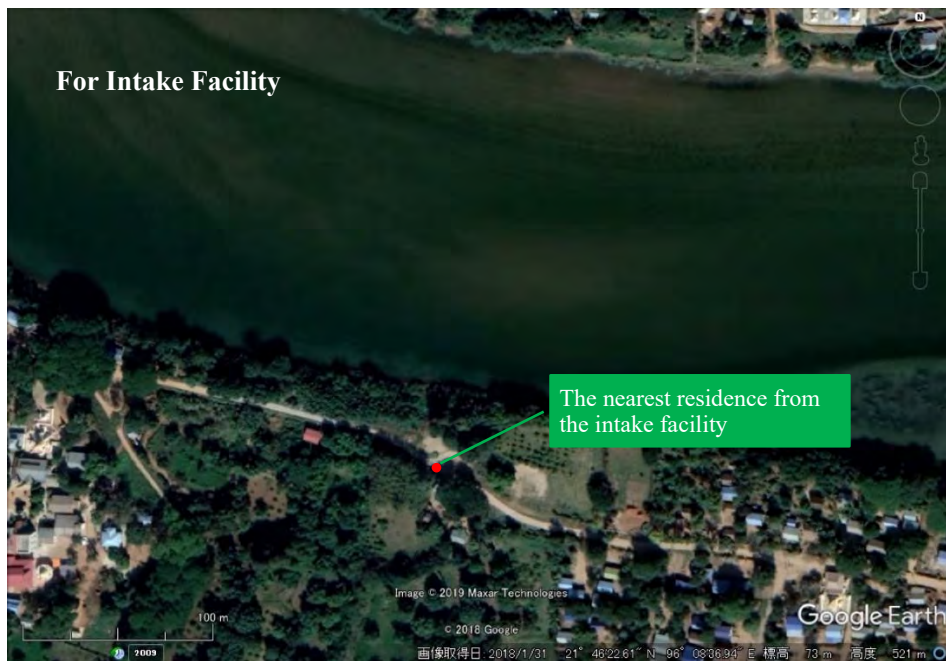 N
For Intake Facility
The nearest residence from
the intake facility
Image © 2019 Maxar Technologies
© 2018 Google
Google Earth
100 m
2009
画像取得日: 2018/1/31 21° 46'22.61" N 96° 08'36.94" E 標高 73 m 高度 521 m